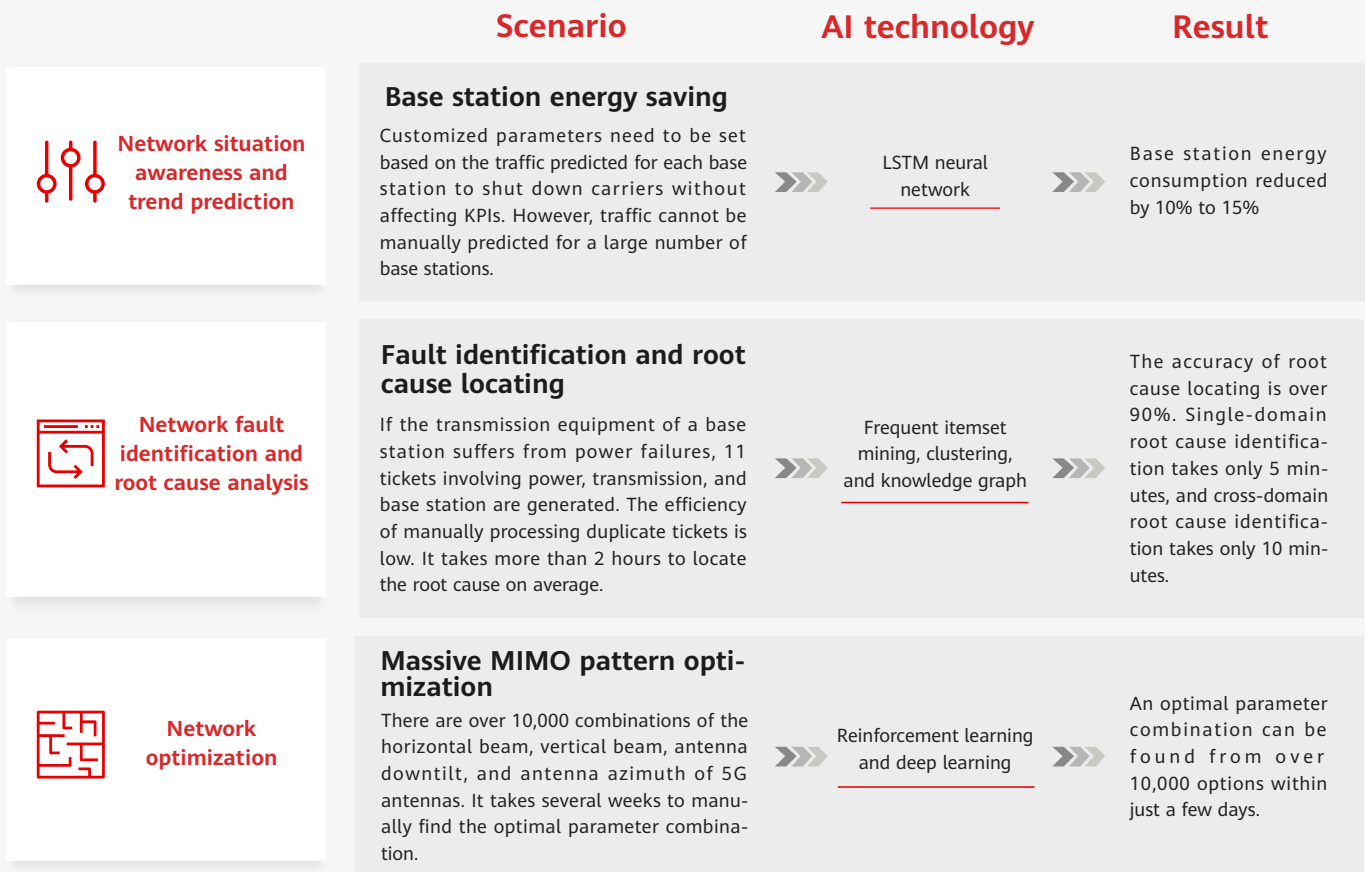 Scenario
AI technology
Result
Network situation
awareness and
trend prediction
Base station energy saving
Customized parameters need to be set
based on the traffic predicted for each base
station to shut down carriers without
affecting KPIs. However, traffic cannot be
manually predicted for a large number of
base stations.
LSTM neural
network
Base station energy
consumption reduced
by 10% to 15%
Network fault
identification and
root cause analysis
Fault identification and root
cause locating
If the transmission equipment of a base
station suffers from power failures, 11
tickets involving power, transmission, and
base station are generated. The efficiency
of manually processing duplicate tickets is
low. It takes more than 2 hours to locate
the root cause on average.
Frequent itemset
mining, clustering,
and knowledge graph
The accuracy of root
cause locating is over
90%. Single-domain
root cause identifica-
tion takes only 5 min-
utes, and cross-domain
root cause identifica-
tion takes only 10 min-
utes.
Network
optimization
Massive MIMO pattern opti-
mization
There are over 10,000 combinations of the
horizontal beam, vertical beam, antenna
downtilt, and antenna azimuth of 5G
antennas. It takes several weeks to manu-
ally find the optimal parameter combina-
tion.
Reinforcement learning
and deep learning
An optimal parameter
combination can be
found from over
10,000 options within
just a few days.